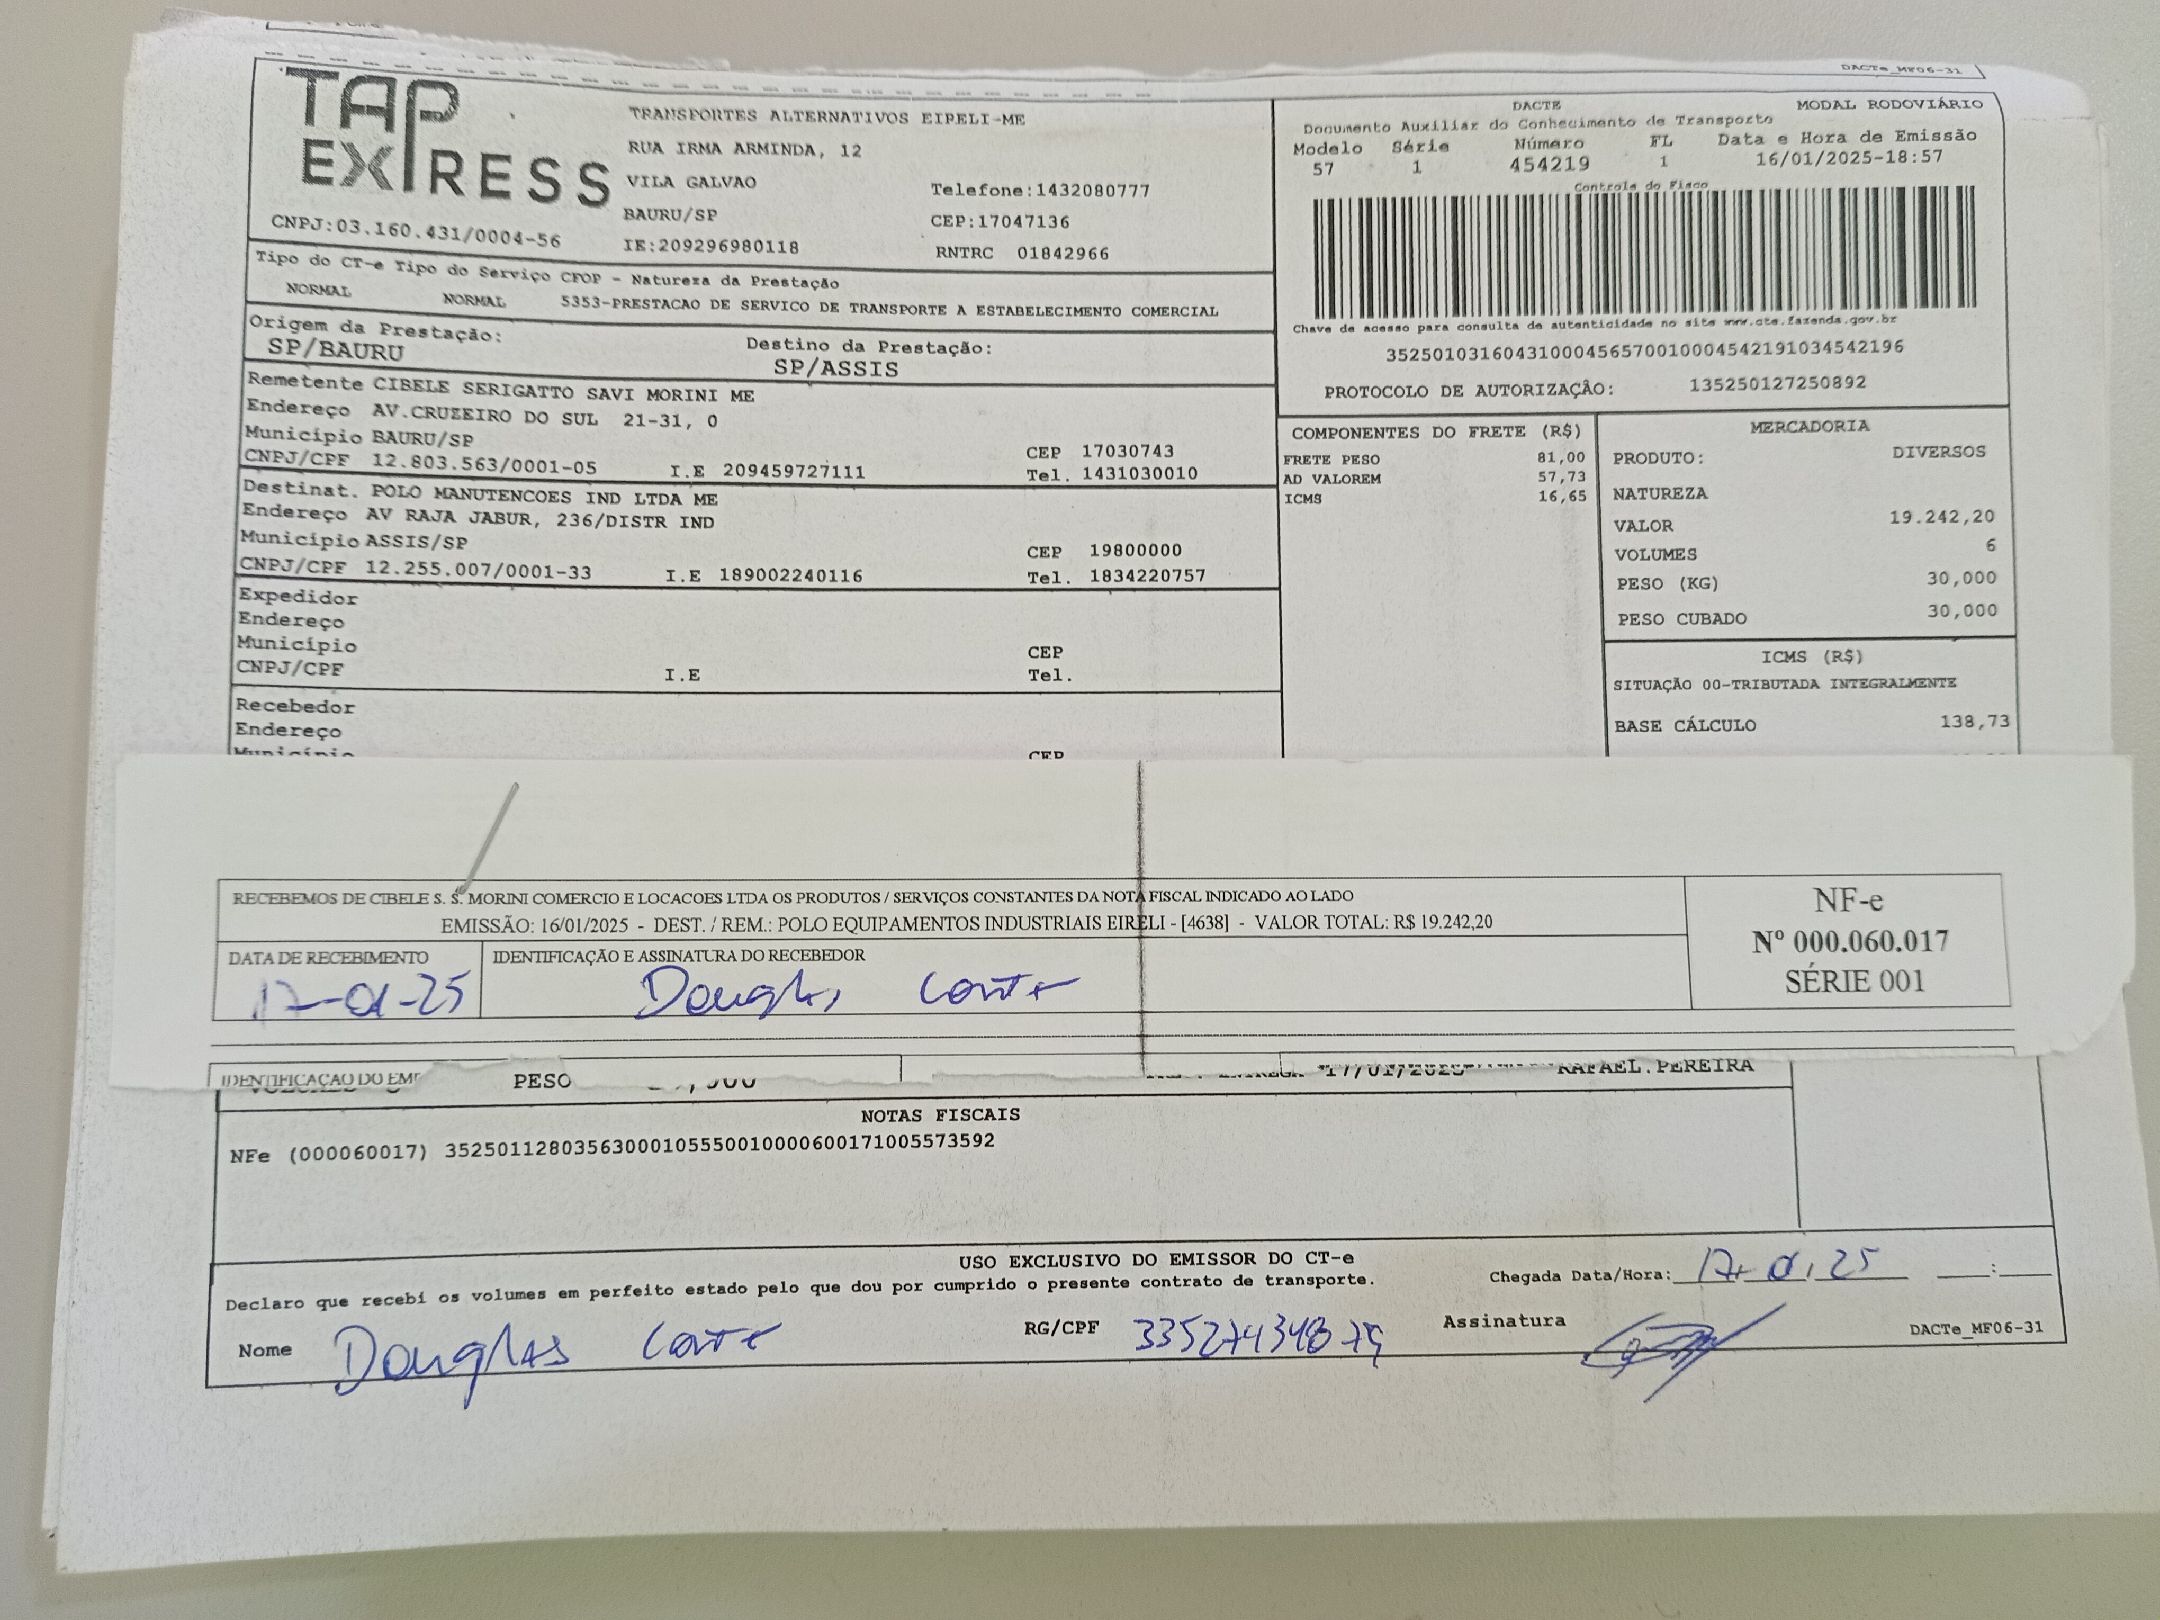 DACTe_MF06-31
TAP EXPRESS
CNPJ:03.160.431/0004-56
TRANSPORTES ALTERNATIVOS EIRELI-ME
RUA IRMA ARMINDA, 12
VILA GALVAO Telefone:1432080777
BAURU/SP CEP:17047136
IE:209296980118 RNTRC 01842966
DACTE MODAL RODOVIÁRIO
Documento Auxiliar do Conhecimento de Transporto
Modelo Série Número FL Data e Hora de Emissão
57 1 454219 1 16/01/2025-18:57
Controle do Fisco
Chave de acesso para consulta de autenticidade no site www.cte.fazenda.gov.br
35250103160431000456570010004542191034542196
PROTOCOLO DE AUTORIZAÇÃO: 135250127250892
Tipo do CT-e Tipo do Serviço CFOP - Natureza da Prestação
NORMAL NORMAL 5353-PRESTACAO DE SERVICO DE TRANSPORTE A ESTABELECIMENTO COMERCIAL
Origem da Prestação: Destino da Prestação:
SP/BAURU SP/ASSIS
Remetente CIBELE SERIGATTO SAVI MORINI ME
Endereço AV.CRUZEIRO DO SUL 21-31, 0
Município BAURU/SP CEP 17030743
CNPJ/CPF 12.803.563/0001-05 I.E 209459727111 Tel. 1431030010
Destinat. POLO MANUTENCOES IND LTDA ME
Endereço AV RAJA JABUR, 236/DISTR IND
Município ASSIS/SP CEP 19800000
CNPJ/CPF 12.255.007/0001-33 I.E 189002240116 Tel. 1834220757
Expedidor
Endereço
Município CEP
CNPJ/CPF I.E Tel.
Recebedor
Endereço
Município CEP
COMPONENTES DO FRETE (R$)
FRETE PESO 81,00
AD VALOREM 57,73
ICMS 16,65
MERCADORIA
PRODUTO: DIVERSOS
NATUREZA
VALOR 19.242,20
VOLUMES 6
PESO (KG) 30,000
PESO CUBADO 30,000
ICMS (R$)
SITUAÇÃO 00-TRIBUTADA INTEGRALMENTE
BASE CÁLCULO 138,73
RECEBEMOS DE CIBELE S. S. MORINI COMERCIO E LOCACOES LTDA OS PRODUTOS / SERVIÇOS CONSTANTES DA NOTA FISCAL INDICADO AO LADO
EMISSÃO: 16/01/2025 - DEST. / REM.: POLO EQUIPAMENTOS INDUSTRIAIS EIRELI - [4638] - VALOR TOTAL: R$ 19.242,20
DATA DE RECEBIMENTO IDENTIFICAÇÃO E ASSINATURA DO RECEBEDOR
17-01-25 Douglas
NF-e
Nº 000.060.017
SÉRIE 001
IDENTIFICAÇÃO DO PESO 17/01/2025 RAFAEL.PEREIRA
NOTAS FISCAIS
NFe (000060017) 35250112803563000105550010000600171005573592
USO EXCLUSIVO DO EMISSOR DO CT-e
Declaro que recebi os volumes em perfeito estado pelo que dou por cumprido o presente contrato de transporte. Chegada Data/Hora: 17.01.25 :
Nome Douglas RG/CPF Assinatura DACTe_MF06-31